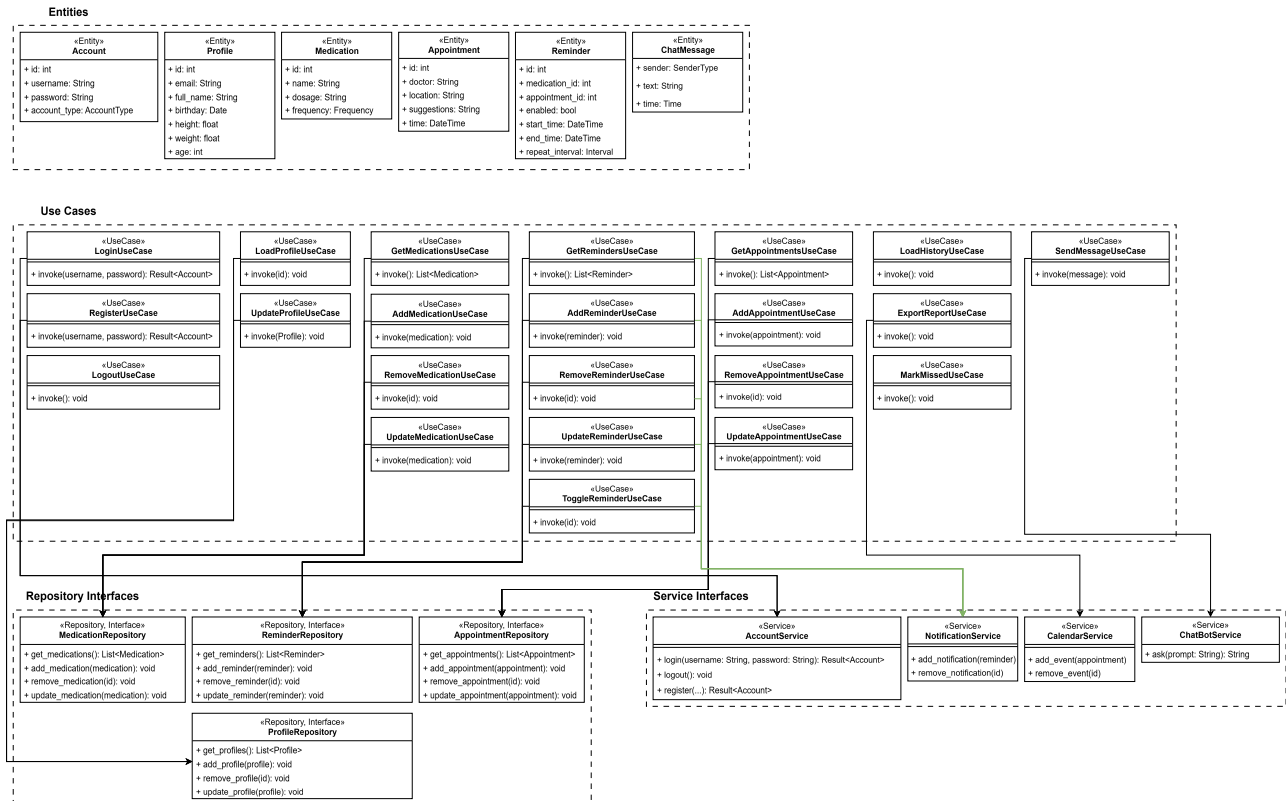 Entities
«Entity»
Account
+ id: int
+ username: String
+ password: String
+ account_type: AccountType
«Entity»
Profile
+ id: int
+ email: String
+ full_name: String
+ birthday: Date
+ height: float
+ weight: float
+ age: int
«Entity»
Medication
+ id: int
+ name: String
+ dosage: String
+ frequency: Frequency
«Entity»
Appointment
+ id: int
+ doctor: String
+ location: String
+ suggestions: String
+ time: DateTime
«Entity»
Reminder
+ id: int
+ medication_id: int
+ appointment_id: int
+ enabled: bool
+ start_time: DateTime
+ end_time: DateTime
+ repeat_interval: Interval
«Entity»
ChatMessage
+ sender: SenderType
+ text: String
+ time: Time
Use Cases
«UseCase»
LoginUseCase
+ invoke(username, password): Result<Account>
«UseCase»
RegisterUseCase
+ invoke(username, password): Result<Account>
«UseCase»
LogoutUseCase
+ invoke(): void
«UseCase»
LoadProfileUseCase
+ invoke(id): void
«UseCase»
UpdateProfileUseCase
+ invoke(Profile): void
«UseCase»
GetMedicationsUseCase
+ invoke(): List<Medication>
«UseCase»
AddMedicationUseCase
+ invoke(medication): void
«UseCase»
RemoveMedicationUseCase
+ invoke(id): void
«UseCase»
UpdateMedicationUseCase
+ invoke(medication): void
«UseCase»
GetRemindersUseCase
+ invoke(): List<Reminder>
«UseCase»
AddReminderUseCase
+ invoke(reminder): void
«UseCase»
RemoveReminderUseCase
+ invoke(id): void
«UseCase»
UpdateReminderUseCase
+ invoke(reminder): void
«UseCase»
ToggleReminderUseCase
+ invoke(id): void
«UseCase»
GetAppointmentsUseCase
+ invoke(): List<Appointment>
«UseCase»
AddAppointmentUseCase
+ invoke(appointment): void
«UseCase»
RemoveAppointmentUseCase
+ invoke(id): void
«UseCase»
UpdateAppointmentUseCase
+ invoke(appointment): void
«UseCase»
LoadHistoryUseCase
+ invoke(): void
«UseCase»
ExportReportUseCase
+ invoke(): void
«UseCase»
MarkMissedUseCase
+ invoke(): void
«UseCase»
SendMessageUseCase
+ invoke(message): void
Repository Interfaces
«Repository, Interface»
MedicationRepository
+ get_medications(): List<Medication>
+ add_medication(medication): void
+ remove_medication(id): void
+ update_medication(medication): void
«Repository, Interface»
ReminderRepository
+ get_reminders(): List<Reminder>
+ add_reminder(reminder): void
+ remove_reminder(id): void
+ update_reminder(reminder): void
«Repository, Interface»
AppointmentRepository
+ get_appointments(): List<Appointment>
+ add_appointment(appointment): void
+ remove_appointment(id): void
+ update_appointment(appointment): void
«Repository, Interface»
ProfileRepository
+ get_profiles(): List<Profile>
+ add_profile(profile): void
+ remove_profile(id): void
+ update_profile(profile): void
Service Interfaces
«Service»
AccountService
+ login(username: String, password: String): Result<Account>
+ logout(): void
+ register(...): Result<Account>
«Service»
NotificationService
+ add_notification(reminder)
+ remove_notification(id)
«Service»
CalendarService
+ add_event(appointment)
+ remove_event(id)
«Service»
ChatBotService
+ ask(prompt: String): String